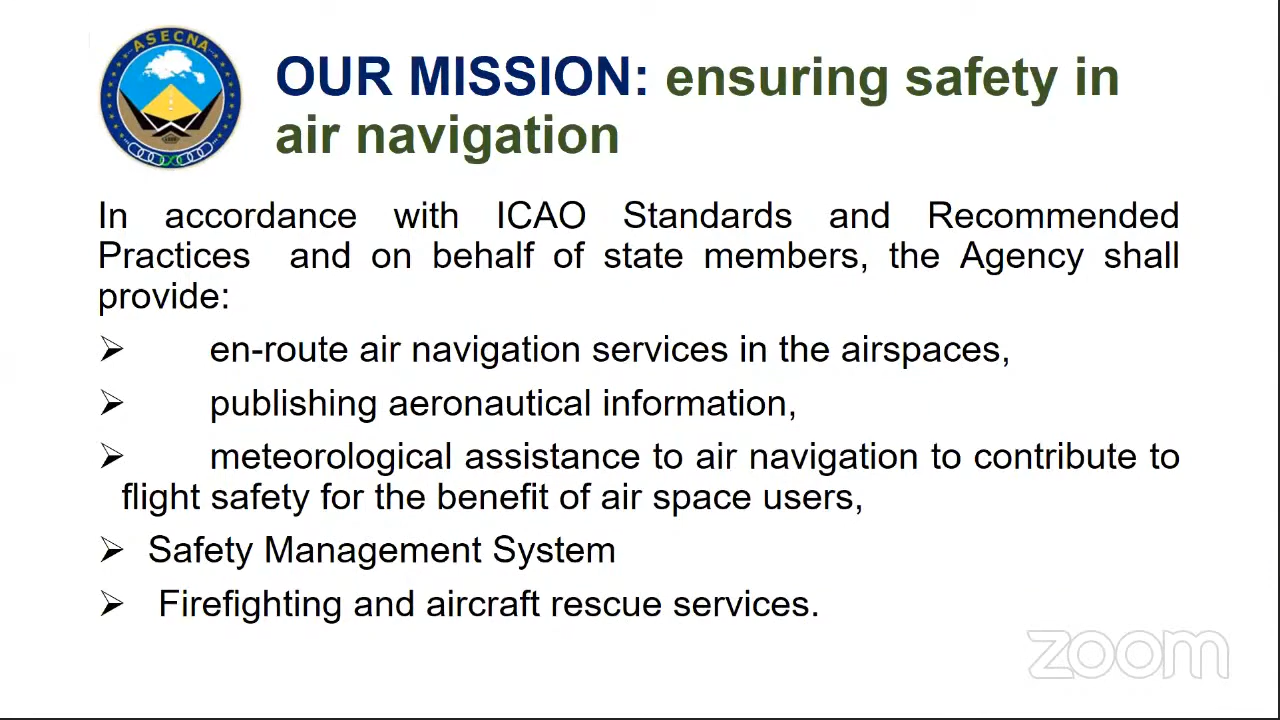 ASECNA
OUR MISSION: ensuring safety in
air navigation
In accordance with ICAO Standards and Recommended
Practices and on behalf of state members, the Agency shall
provide:
➢ en-route air navigation services in the airspaces,
➢ publishing aeronautical information,
➢ meteorological assistance to air navigation to contribute to
flight safety for the benefit of air space users,
➢ Safety Management System
➢ Firefighting and aircraft rescue services.
zoom